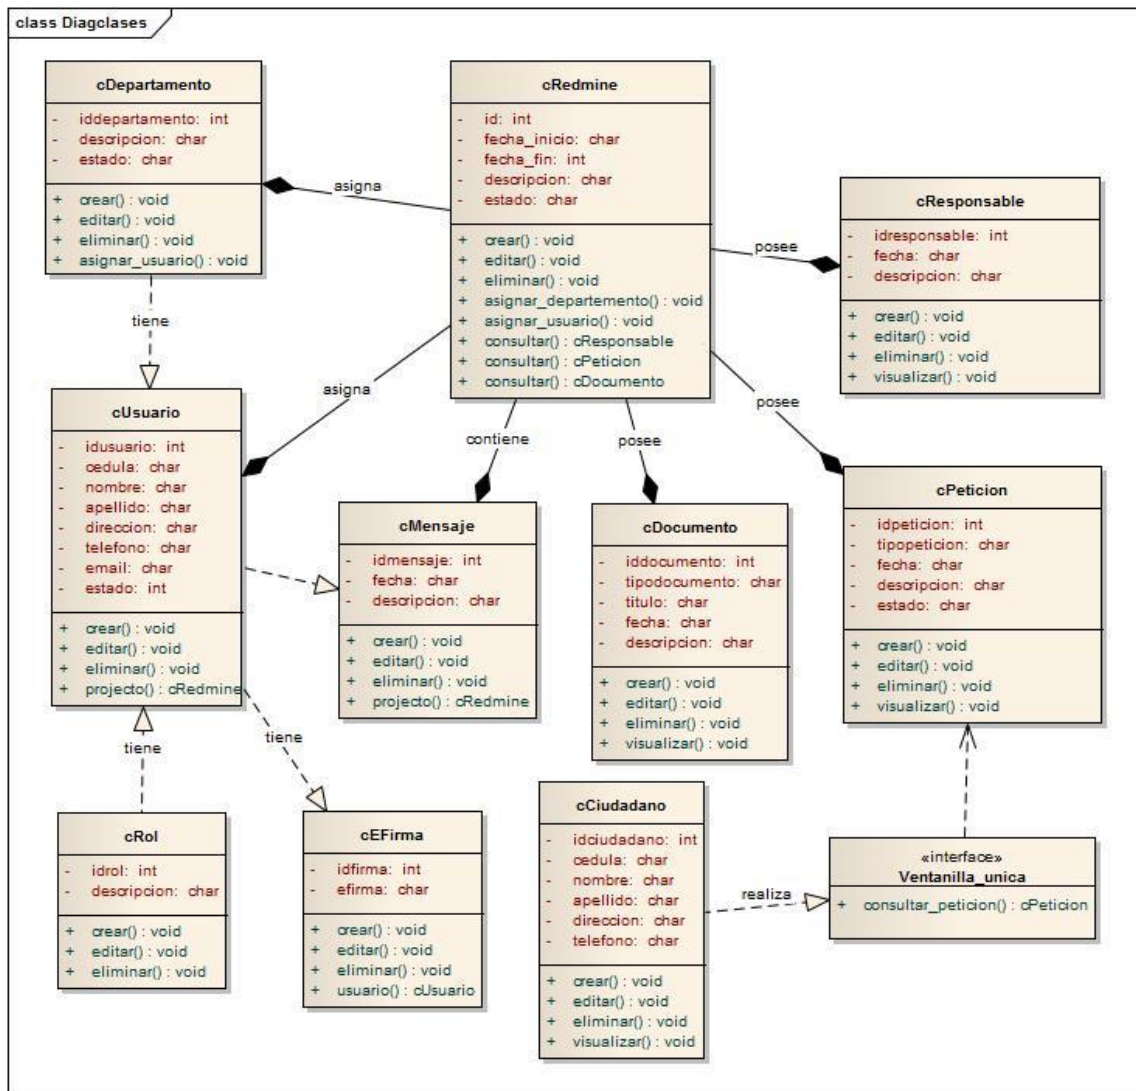 class Diagclases
cDepartamento
- iddepartamento: int
- descripcion: char
- estado: char
+ crear() : void
+ editar() : void
+ eliminar() : void
+ asignar_usuario() : void
asigna
cRedmine
- id: int
- fecha_inicio: char
- fecha_fin: int
- descripcion: char
- estado: char
+ crear() : void
+ editar() : void
+ eliminar() : void
+ asignar_departemento() : void
+ asignar_usuario() : void
+ consultar() : cResponsable
+ consultar() : cPeticion
+ consultar() : cDocumento
posee
cResponsable
- idresponsable: int
- fecha: char
- descripcion: char
+ crear() : void
+ editar() : void
+ eliminar() : void
+ visualizar() : void
tiene
asigna
contiene
posee
posee
cUsuario
- idusuario: int
- cedula: char
- nombre: char
- apellido: char
- direccion: char
- telefono: char
- email: char
- estado: int
+ crear() : void
+ editar() : void
+ eliminar() : void
+ projecto() : cRedmine
cMensaje
- idmensaje: int
- fecha: char
- descripcion: char
+ crear() : void
+ editar() : void
+ eliminar() : void
+ projecto() : cRedmine
cDocumento
- iddocumento: int
- tipodocumento: char
- titulo: char
- fecha: char
- descripcion: char
+ crear() : void
+ editar() : void
+ eliminar() : void
+ visualizar() : void
cPeticion
- idpeticion: int
- tipopeticion: char
- fecha: char
- descripcion: char
- estado: char
+ crear() : void
+ editar() : void
+ eliminar() : void
+ visualizar() : void
tiene
tiene
cRol
- idrol: int
- descripcion: char
+ crear() : void
+ editar() : void
+ eliminar() : void
cEFirma
- idfirma: int
- efirma: char
+ crear() : void
+ editar() : void
+ eliminar() : void
+ usuario() : cUsuario
cCiudadano
- idciudadano: int
- cedula: char
- nombre: char
- apellido: char
- direccion: char
- telefono: char
+ crear() : void
+ editar() : void
+ eliminar() : void
+ visualizar() : void
realiza
«interface»
Ventanilla_unica
+ consultar_peticion() : cPeticion